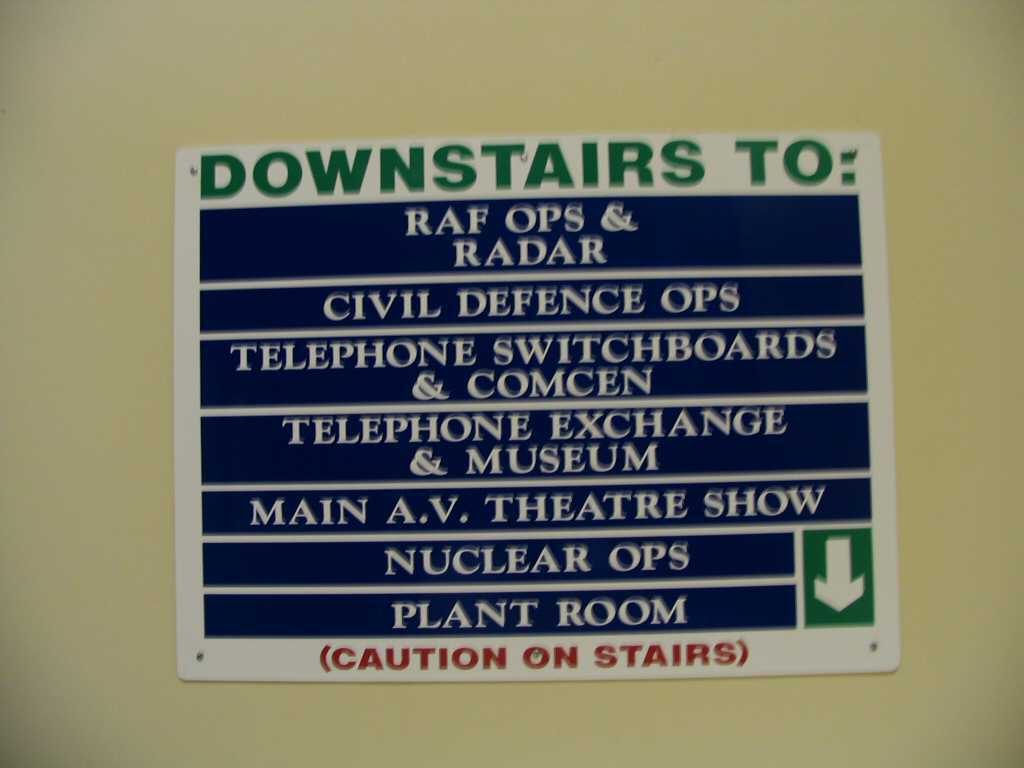 DOWNSTAIRS TO:
RAF OPS &
RADAR
CIVIL DEFENCE OPS
TELEPHONE SWITCHBOARDS
& COMCEN
TELEPHONE EXCHANGE
& MUSEUM
MAIN A.V. THEATRE SHOW
NUCLEAR OPS
PLANT ROOM
(CAUTION ON STAIRS)